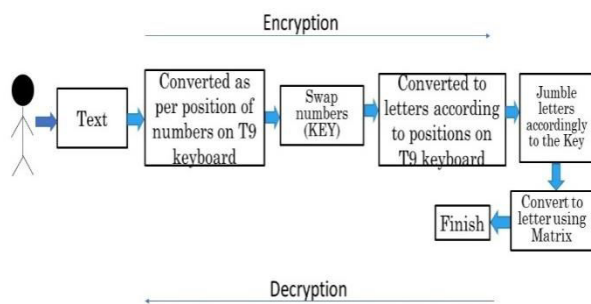 Encryption
Text
Converted as
per position of
numbers on T9
keyboard
Swap
numbers
(KEY)
Converted to
letters according
to positions on
T9 keyboard
Jumble
letters
accordingly
to the Key
Convert to
letter using
Matrix
Finish
Decryption